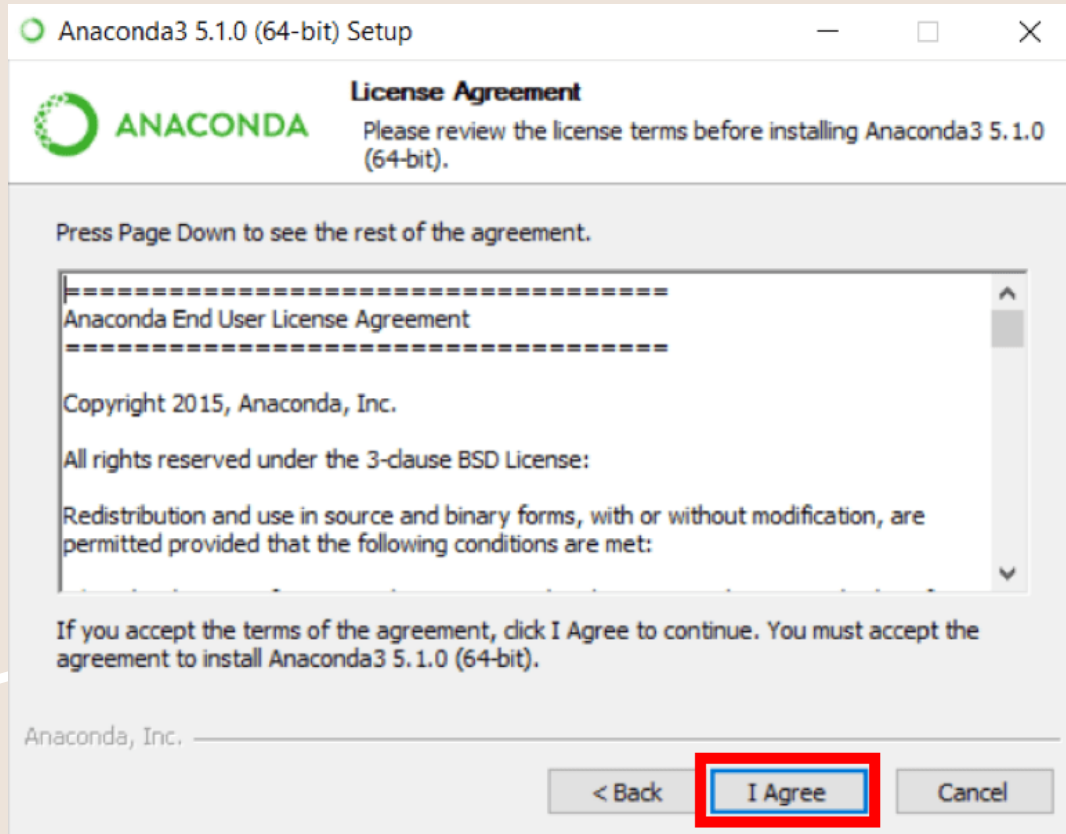 Anaconda3 5.1.0 (64-bit) Setup
ANACONDA
License Agreement
Please review the license terms before installing Anaconda3 5.1.0
(64-bit).
Press Page Down to see the rest of the agreement.
===================================
Anaconda End User License Agreement
===================================
Copyright 2015, Anaconda, Inc.
All rights reserved under the 3-clause BSD License:
Redistribution and use in source and binary forms, with or without modification, are
permitted provided that the following conditions are met:
If you accept the terms of the agreement, click I Agree to continue. You must accept the
agreement to install Anaconda3 5.1.0 (64-bit).
Anaconda, Inc.
< Back
I Agree
Cancel